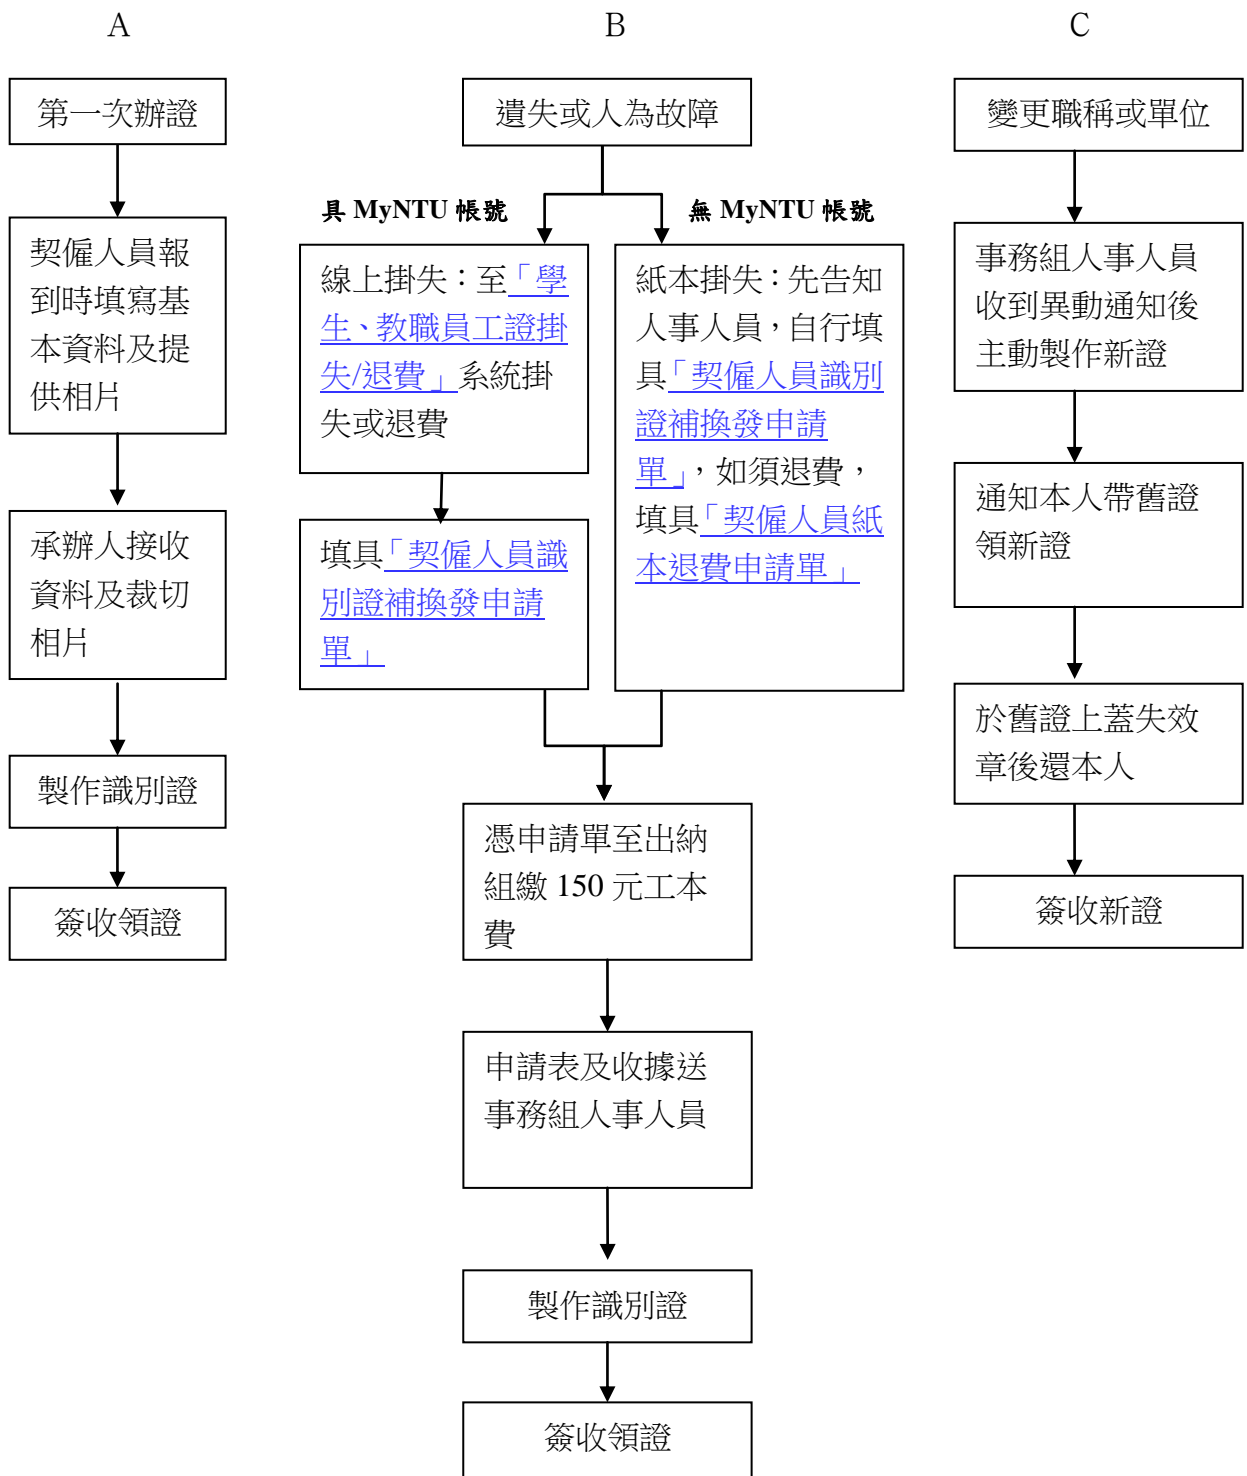 A
第一次辦證
契僱人員報
到時填寫基
本資料及提
供相片
承辦人接收
資料及裁切
相片
製作識別證
簽收領證
B
遺失或人為故障
具 MyNTU 帳號
線上掛失：至「學
生、教職員工證掛
失/退費」系統掛
失或退費
填具「契僱人員識
別證補換發申請
單」
無 MyNTU 帳號
紙本掛失：先告知
人事人員，自行填
具「契僱人員識別
證補換發申請
單」，如須退費，
填具「契僱人員紙
本退費申請單」
憑申請單至出納
組繳 150 元工本
費
申請表及收據送
事務組人事人員
製作識別證
簽收領證
C
變更職稱或單位
事務組人事人員
收到異動通知後
主動製作新證
通知本人帶舊證
領新證
於舊證上蓋失效
章後還本人
簽收新證